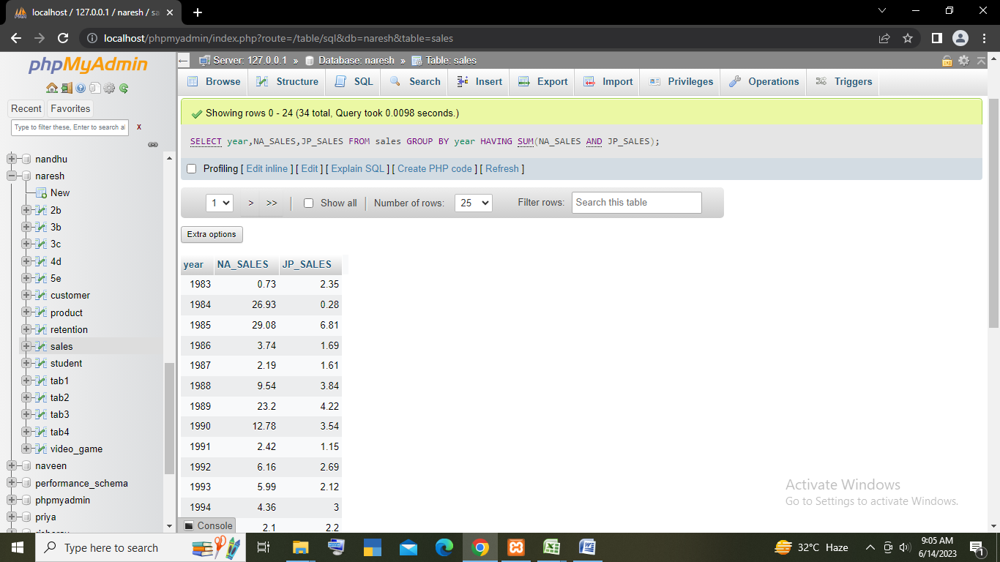 localhost / 127.0.0.1 / naresh / sa
localhost/phpmyadmin/index.php?route=/table/sql&db=naresh&table=sales
phpMyAdmin
Recent
Favorites
Type to filter these, Enter to search al
X
nandhu
naresh
New
2b
3b
3c
4d
5e
customer
product
retention
sales
student
tab1
tab2
tab3
tab4
video_game
naveen
performance_schema
phpmyadmin
priya
Server: 127.0.0.1 » Database: naresh » Table: sales
Browse Structure SQL Search Insert Export Import Privileges Operations Triggers
Showing rows 0 - 24 (34 total, Query took 0.0098 seconds.)
SELECT year,NA_SALES,JP_SALES FROM sales GROUP BY year HAVING SUM(NA_SALES AND JP_SALES);
Profiling [ Edit inline ] [ Edit ] [ Explain SQL ] [ Create PHP code ] [ Refresh ]
1 > >> Show all Number of rows: 25 Filter rows: Search this table
Extra options
year NA_SALES JP_SALES
1983 0.73 2.35
1984 26.93 0.28
1985 29.08 6.81
1986 3.74 1.69
1987 2.19 1.61
1988 9.54 3.84
1989 23.2 4.22
1990 12.78 3.54
1991 2.42 1.15
1992 6.16 2.69
1993 5.99 2.12
1994 4.36 3
2.1 2.2
Console
Activate Windows
Go to Settings to activate Windows.
Type here to search
32°C Haze
9:05 AM
6/14/2023
1